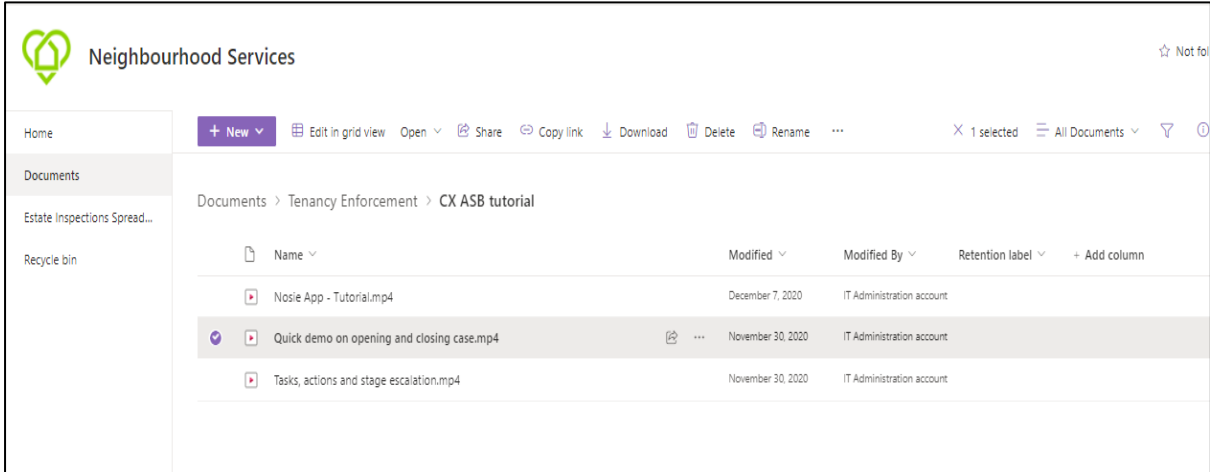 Neighbourhood Services
Not fol
Home
Documents
Estate Inspections Spread...
Recycle bin
+ New
Edit in grid view Open Share Copy link Download Delete Rename ...
1 selected All Documents
Documents > Tenancy Enforcement > CX ASB tutorial
Name Modified Modified By Retention label + Add column
Nosie App - Tutorial.mp4 December 7, 2020 IT Administration account
Quick demo on opening and closing case.mp4 ... November 30, 2020 IT Administration account
Tasks, actions and stage escalation.mp4 November 30, 2020 IT Administration account